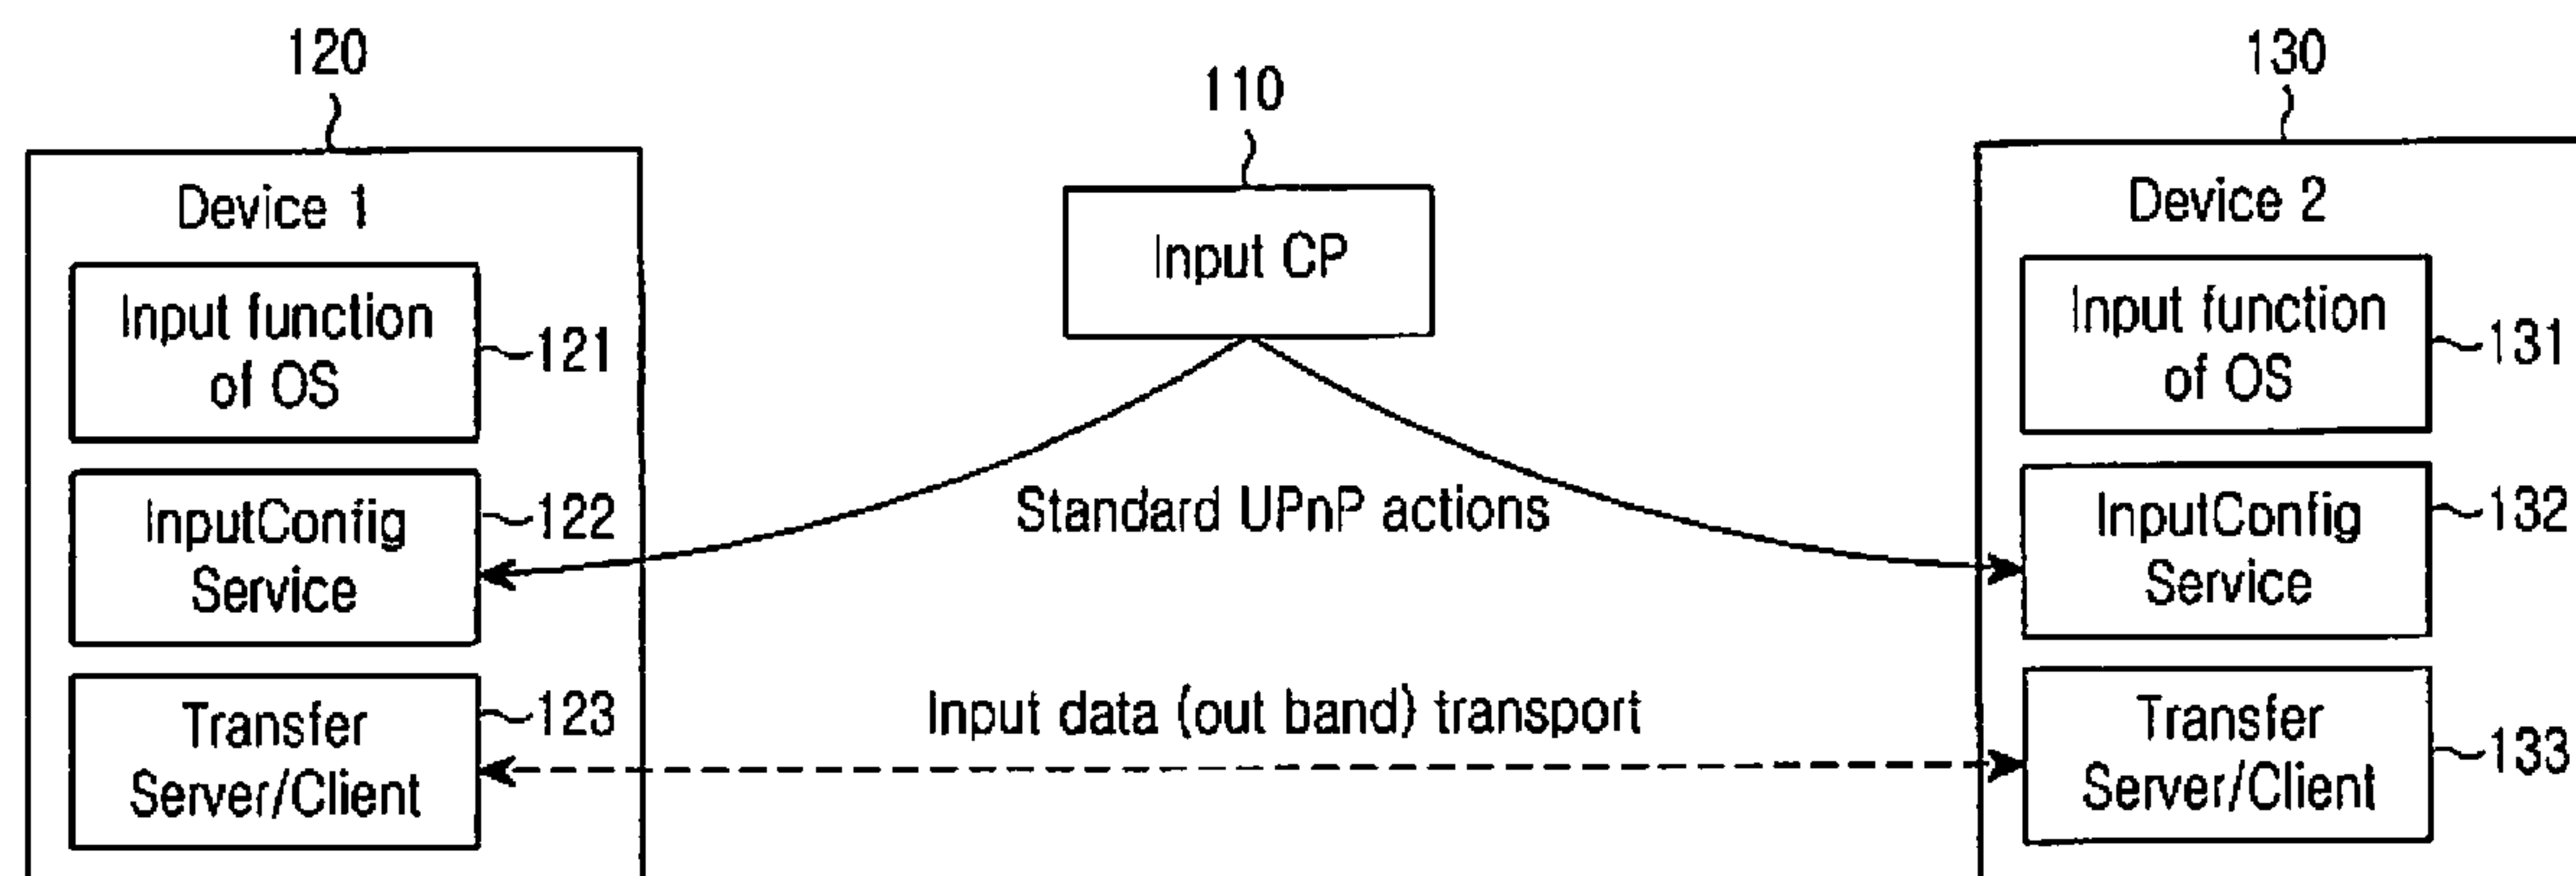 120
110
130
Device 1
Input CP
Device 2
Input function
of OS
121
Input function
of OS
131
InputConfig
Service
122
Standard UPnP actions
InputConfig
Service
132
Transfer
Server/Client
123
Input data (out band) transport
Transfer
Server/Client
133